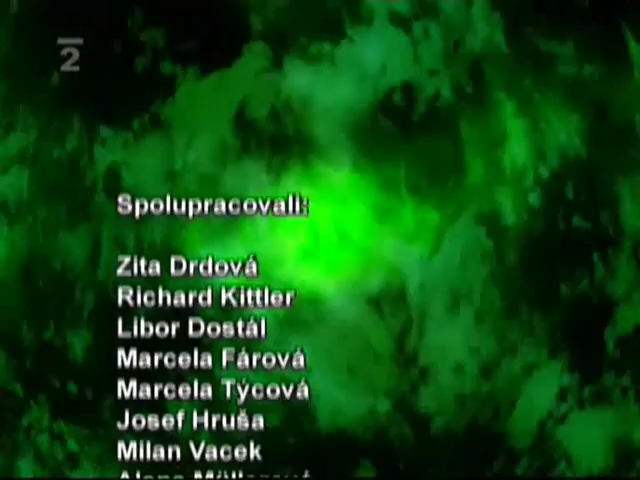 2
Spolupracovali:
Zita Drdová
Richard Kittler
Libor Dostál
Marcela Fárová
Marcela Týcová
Josef Hruša
Milan Vacek